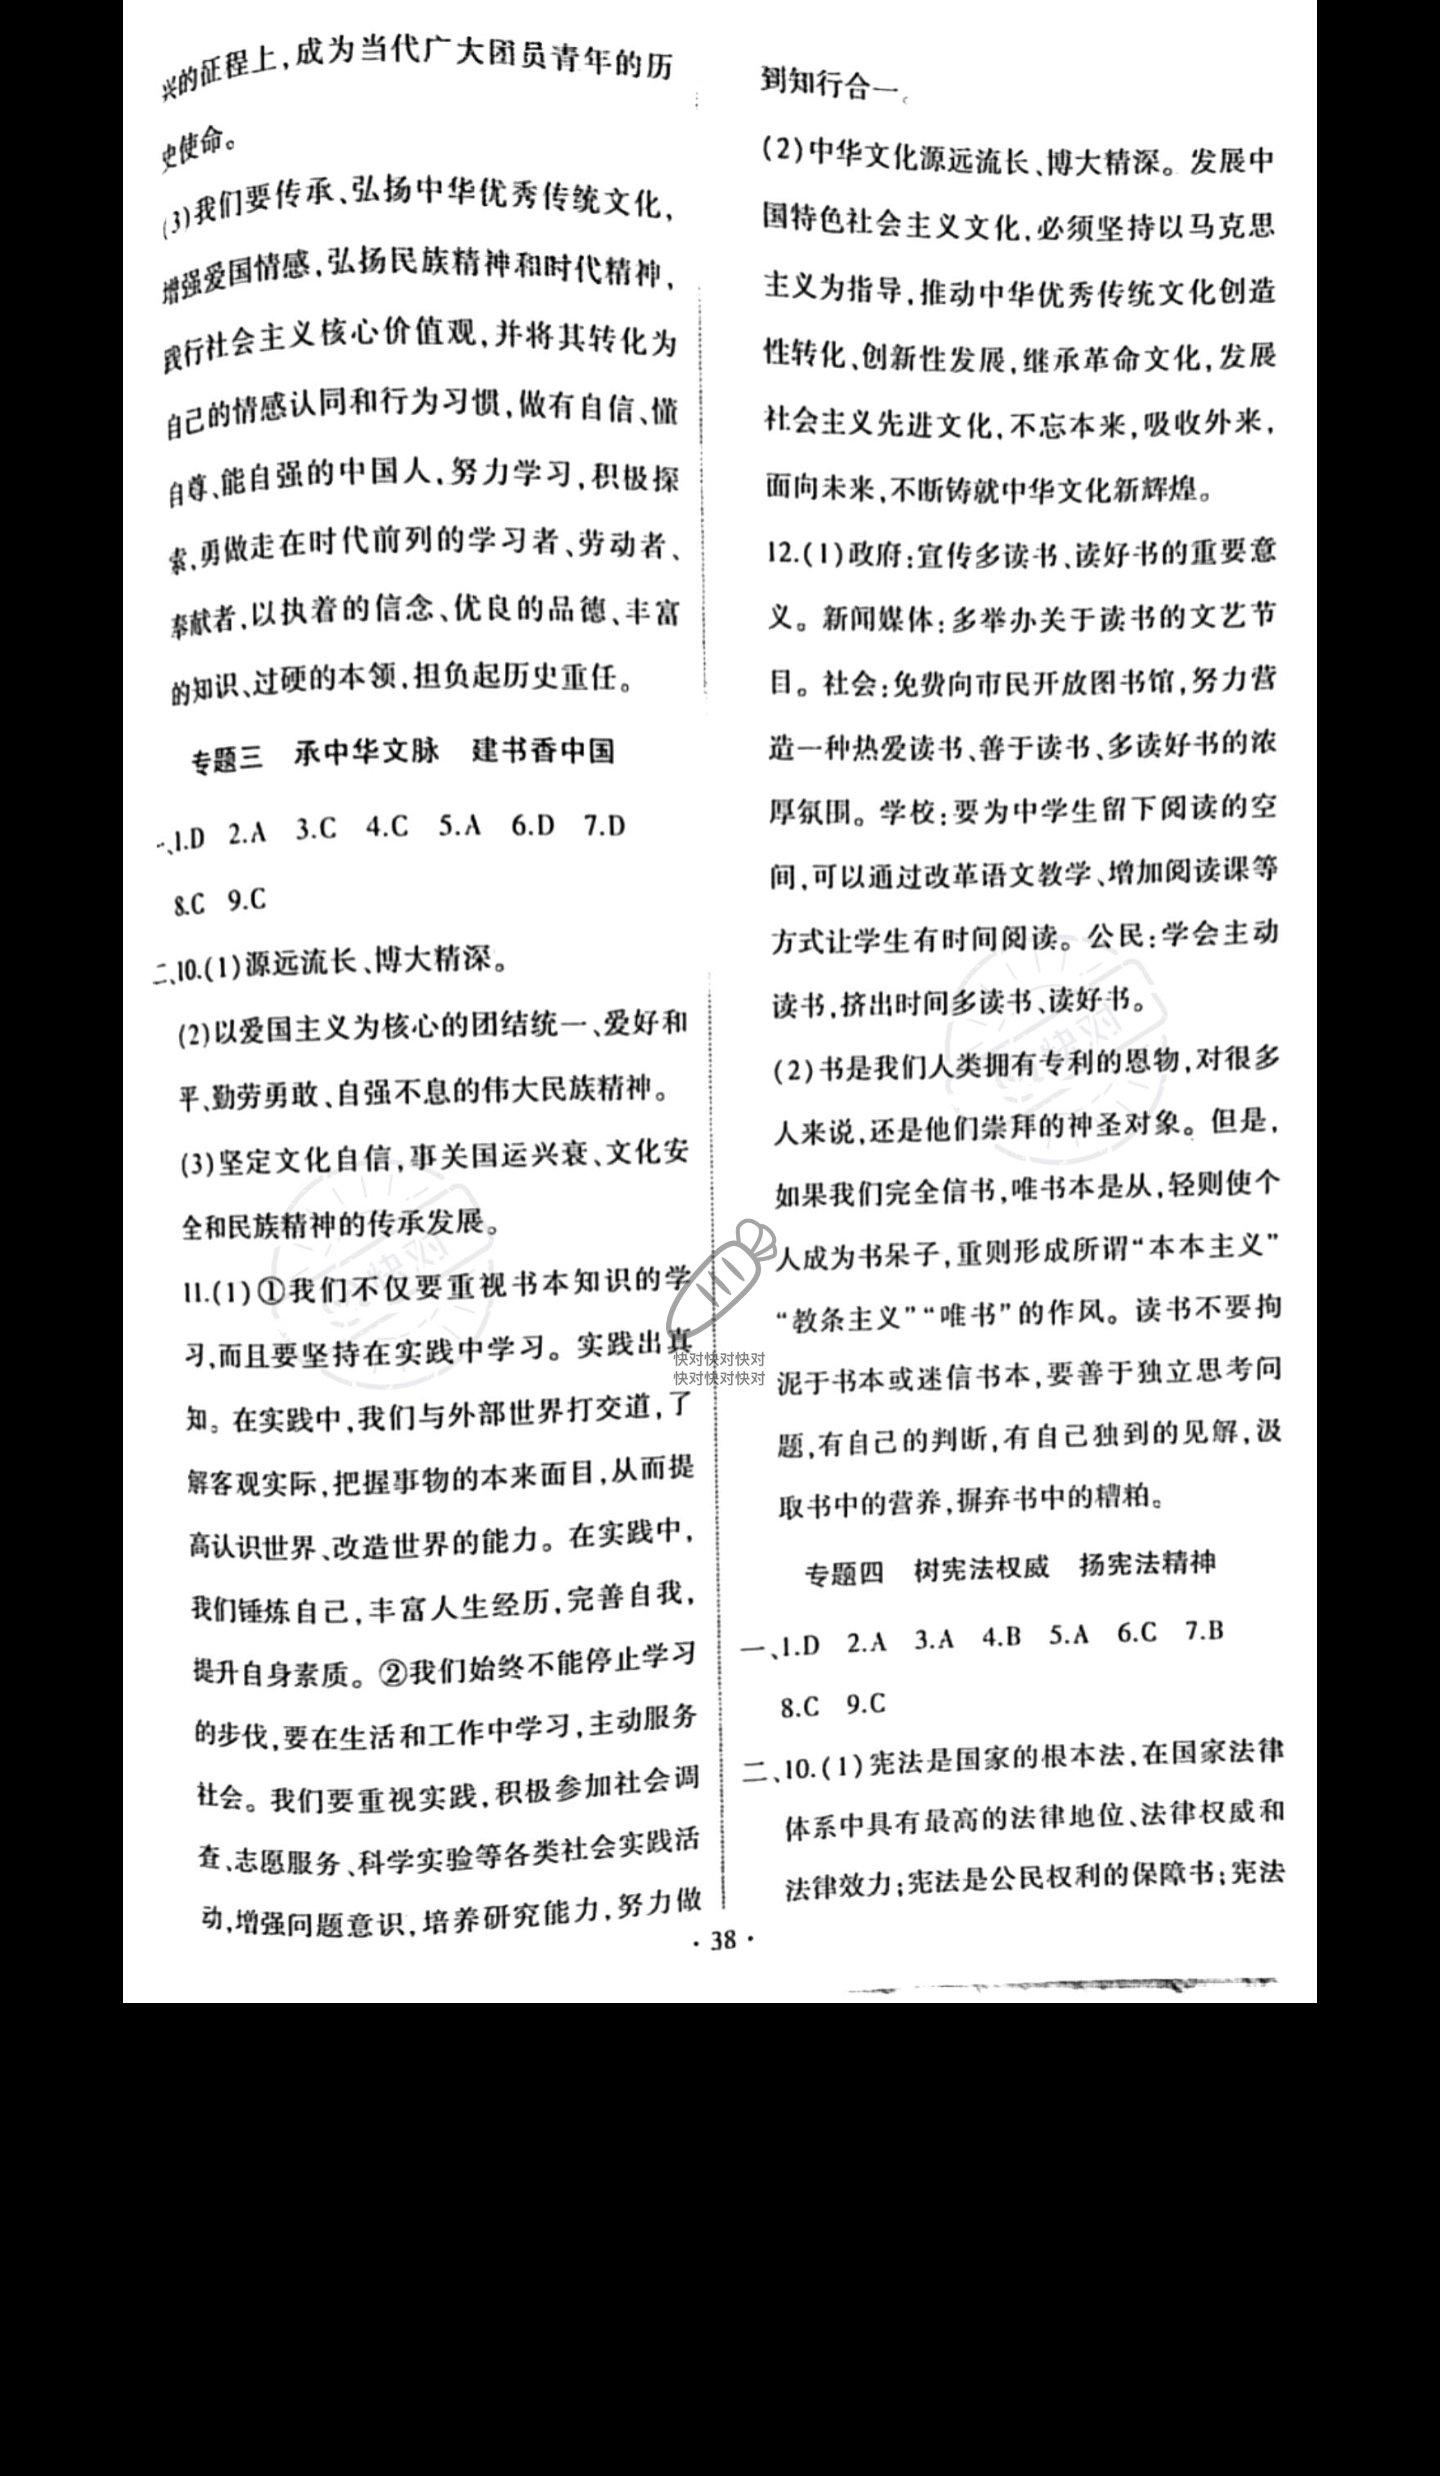 兴的征程上,成为当代广大团员青年的历
史使命。
(3)我们要传承、弘扬中华优秀传统文化,
增强爱国情感,弘扬民族精神和时代精神,
践行社会主义核心价值观,并将其转化为
自己的情感认同和行为习惯,做有自信、懂
自尊、能自强的中国人,努力学习,积极探
索,勇做走在时代前列的学习者、劳动者、
奉献者,以执着的信念、优良的品德、丰富
的知识、过硬的本领,担负起历史重任。
专题三 承中华文脉 建书香中国
一、1.D 2.A 3.C 4.C 5.A 6.D 7.D
8.C 9.C
二、10.(1)源远流长、博大精深。
(2)以爱国主义为核心的团结统一、爱好和
平、勤劳勇敢、自强不息的伟大民族精神。
(3)坚定文化自信,事关国运兴衰、文化安
全和民族精神的传承发展。
11.(1)①我们不仅要重视书本知识的学
习,而且要坚持在实践中学习。实践出真
知。在实践中,我们与外部世界打交道,了
解客观实际,把握事物的本来面目,从而提
高认识世界、改造世界的能力。在实践中,
我们锤炼自己,丰富人生经历,完善自我,
提升自身素质。②我们始终不能停止学习
的步伐,要在生活和工作中学习,主动服务
社会。我们要重视实践,积极参加社会调
查、志愿服务、科学实验等各类社会实践活
动,增强问题意识,培养研究能力,努力做
到知行合一。
(2)中华文化源远流长、博大精深。发展中
国特色社会主义文化,必须坚持以马克思
主义为指导,推动中华优秀传统文化创造
性转化、创新性发展,继承革命文化,发展
社会主义先进文化,不忘本来,吸收外来,
面向未来,不断铸就中华文化新辉煌。
12.(1)政府:宣传多读书、读好书的重要意
义。新闻媒体:多举办关于读书的文艺节
目。社会:免费向市民开放图书馆,努力营
造一种热爱读书、善于读书、多读好书的浓
厚氛围。学校:要为中学生留下阅读的空
间,可以通过改革语文教学、增加阅读课等
方式让学生有时间阅读。公民:学会主动
读书,挤出时间多读书、读好书。
(2)书是我们人类拥有专利的恩物,对很多
人来说,还是他们崇拜的神圣对象。但是,
如果我们完全信书,唯书本是从,轻则使个
人成为书呆子,重则形成所谓“本本主义”
“教条主义”“唯书”的作风。读书不要拘
泥于书本或迷信书本,要善于独立思考问
题,有自己的判断,有自己独到的见解,汲
取书中的营养,摒弃书中的糟粕。
专题四 树宪法权威 扬宪法精神
一、1.D 2.A 3.A 4.B 5.A 6.C 7.B
8.C 9.C
二、10.(1)宪法是国家的根本法,在国家法律
体系中具有最高的法律地位、法律权威和
法律效力;宪法是公民权利的保障书;宪法
快对快对快对
快对快对快对
快对
快对
·38·